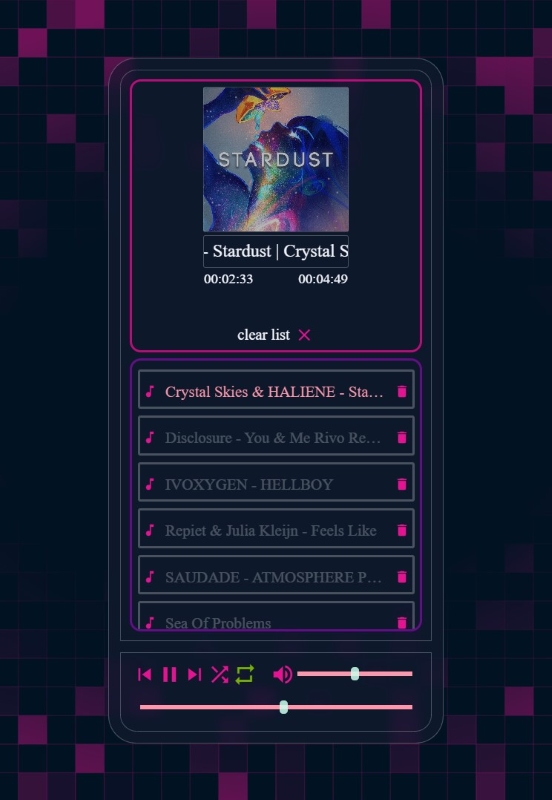 STARDUST
- Stardust | Crystal S
00:02:33 00:04:49
clear list
Crystal Skies & HALIENE - Sta...
Disclosure - You & Me Rivo Re...
IVOXYGEN - HELLBOY
Repiet & Julia Kleijn - Feels Like
SAUDADE - ATMOSPHERE P...
Sea Of Problems